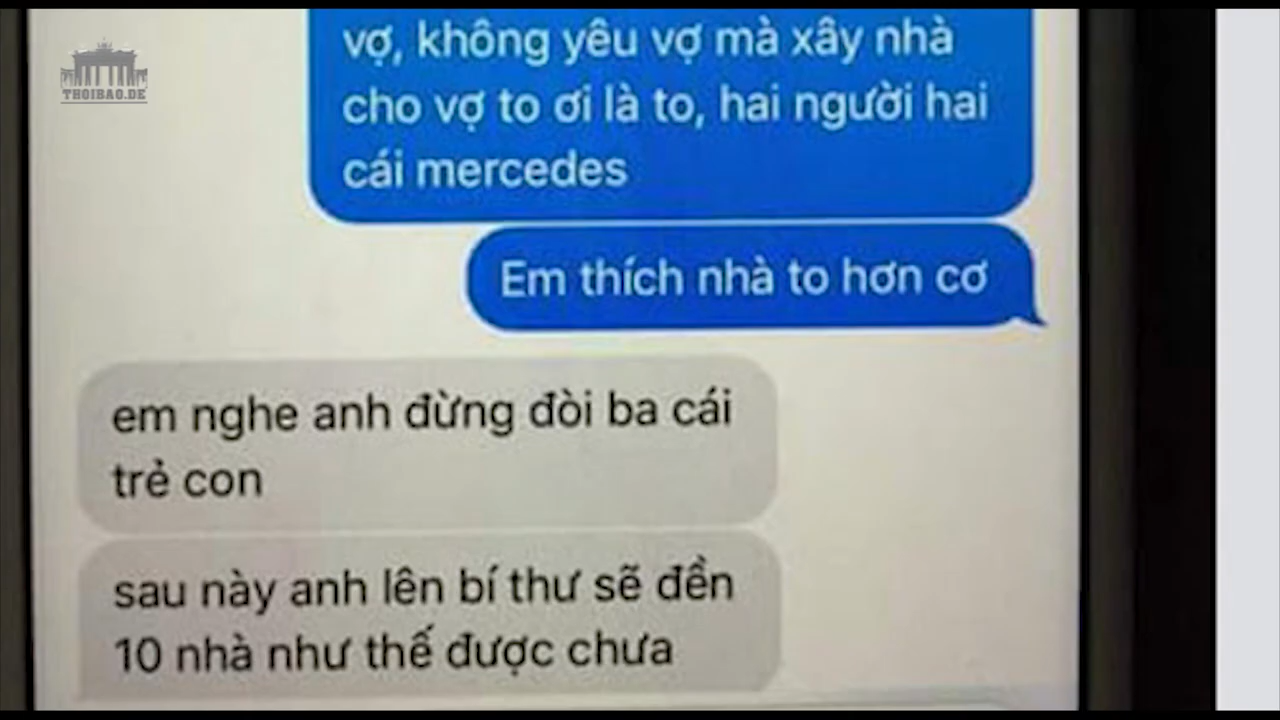 THOIBAO.DE
vợ, không yêu vợ mà xây nhà
cho vợ to ơi là to, hai người hai
cái mercedes
Em thích nhà to hơn cơ
em nghe anh đừng đòi ba cái
trẻ con
sau này anh lên bí thư sẽ đền
10 nhà như thế được chưa